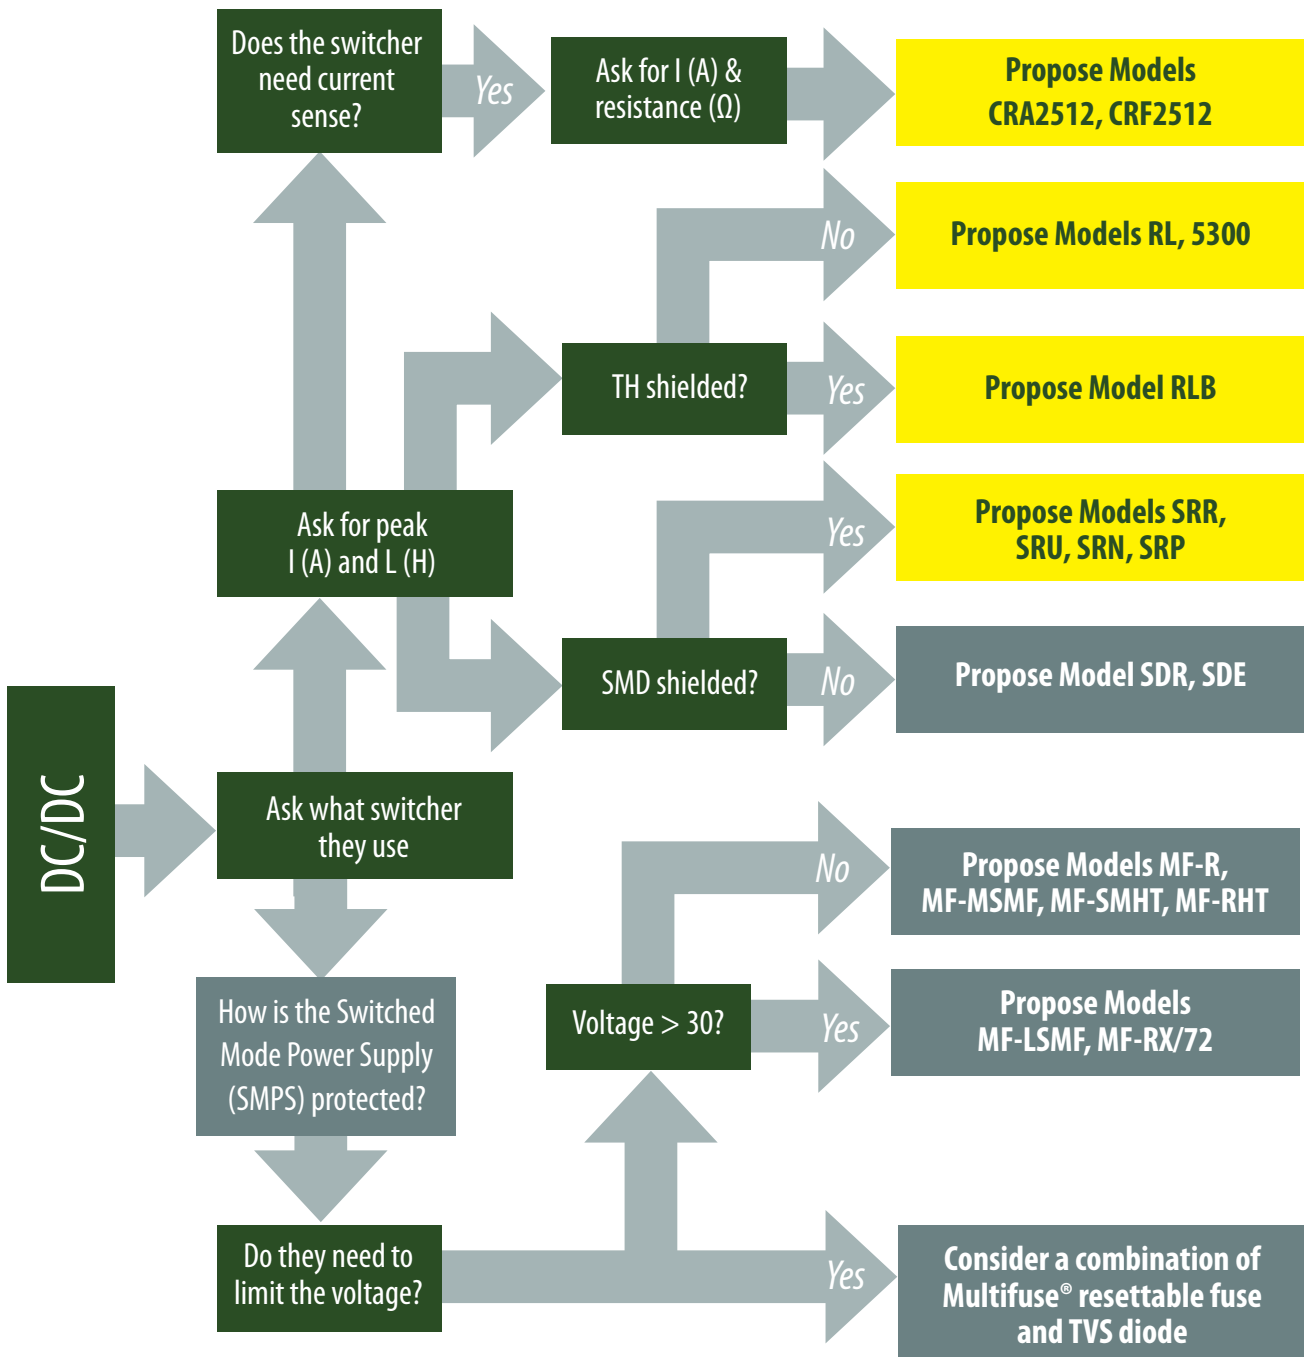 Does the switcher
need current
sense?
Yes
Ask for I (A) &
resistance (Ω)
Propose Models
CRA2512, CRF2512
No
Propose Models RL, 5300
TH shielded?
Yes
Propose Model RLB
Ask for peak
I (A) and L (H)
Yes
Propose Models SRR,
SRU, SRN, SRP
SMD shielded?
No
Propose Model SDR, SDE
DC/DC
Ask what switcher
they use
No
Propose Models MF-R,
MF-MSMF, MF-SMHT, MF-RHT
How is the Switched
Mode Power Supply
(SMPS) protected?
Voltage > 30?
Yes
Propose Models
MF-LSMF, MF-RX/72
Do they need to
limit the voltage?
Yes
Consider a combination of
Multifuse® resettable fuse
and TVS diode